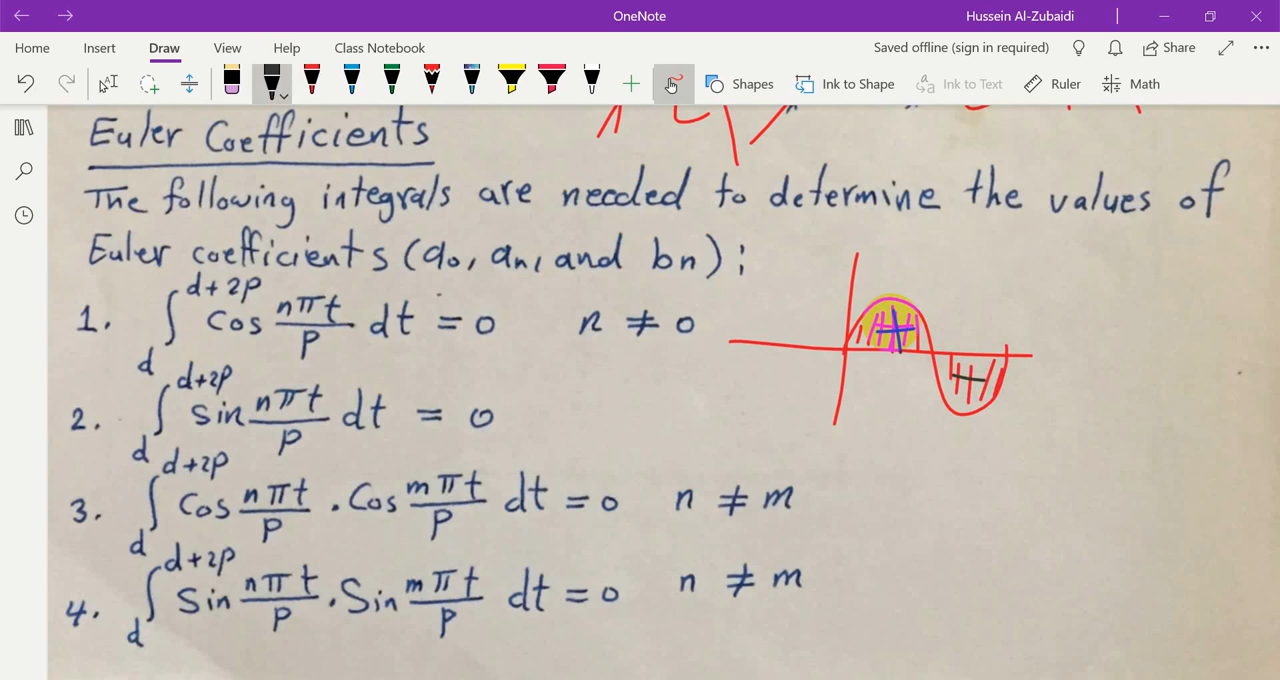 OneNote
Hussein Al-Zubaidi
Home Insert Draw View Help Class Notebook
Saved offline (sign in required) Share
Shapes Ink to Shape Ink to Text Ruler Math
Euler Coefficients
The following integrals are needed to determine the values of
Euler coefficients (a₀, aₙ, and bₙ);
1. ∫_d^{d+2P} Cos nπt/P dt = 0 n ≠ 0
2. ∫_d^{d+2P} Sin nπt/P dt = 0
3. ∫_d^{d+2P} Cos nπt/P . Cos mπt/P dt = 0 n ≠ m
4. ∫_d^{d+2P} Sin nπt/P . Sin mπt/P dt = 0 n ≠ m